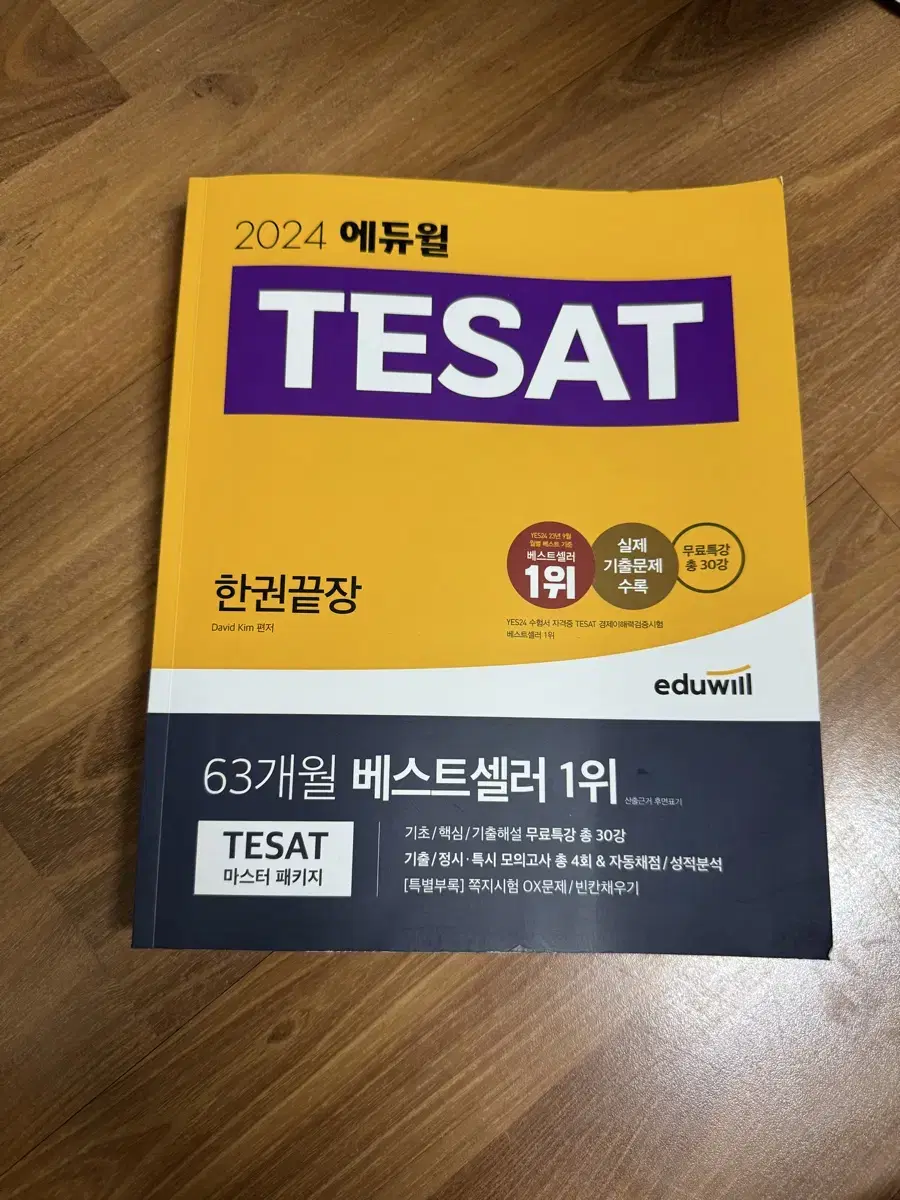 2024 에듀윌
TESAT
YES24 23년 9월
월별 베스트 기준
베스트셀러
1위
실제
기출문제
수록
무료특강
총 30강
한권끝장
David Kim 편저
YES24 수험서 자격증 TESAT 경제이해력검증시험
베스트셀러 1위
eduwill
63개월 베스트셀러 1위
산출근거 후면표기
TESAT
마스터 패키지
기초/핵심/기출해설 무료특강 총 30강
기출/정시·특시 모의고사 총 4회 & 자동채점/성적분석
[특별부록] 쪽지시험 OX문제/빈칸채우기